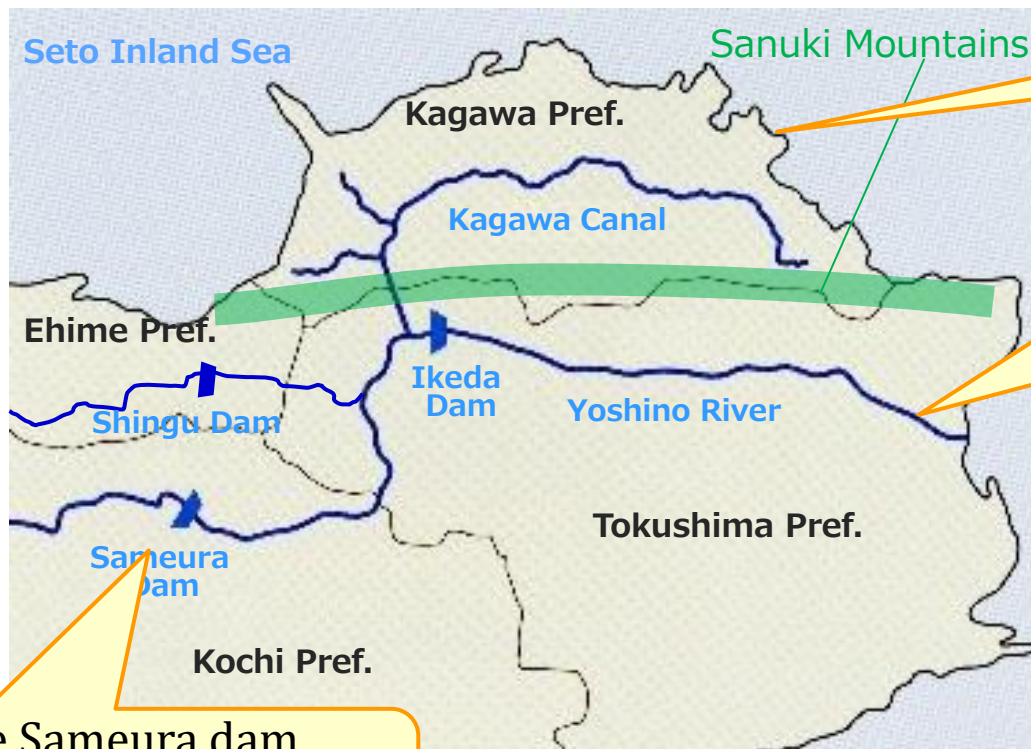 Seto Inland Sea
Sanuki Mountains
Kagawa Pref.
Kagawa Canal
Ehime Pref.
Ikeda
Dam
Shingu Dam
Yoshino River
Tokushima Pref.
Sameura
Dam
Kochi Pref.
Sameura dam